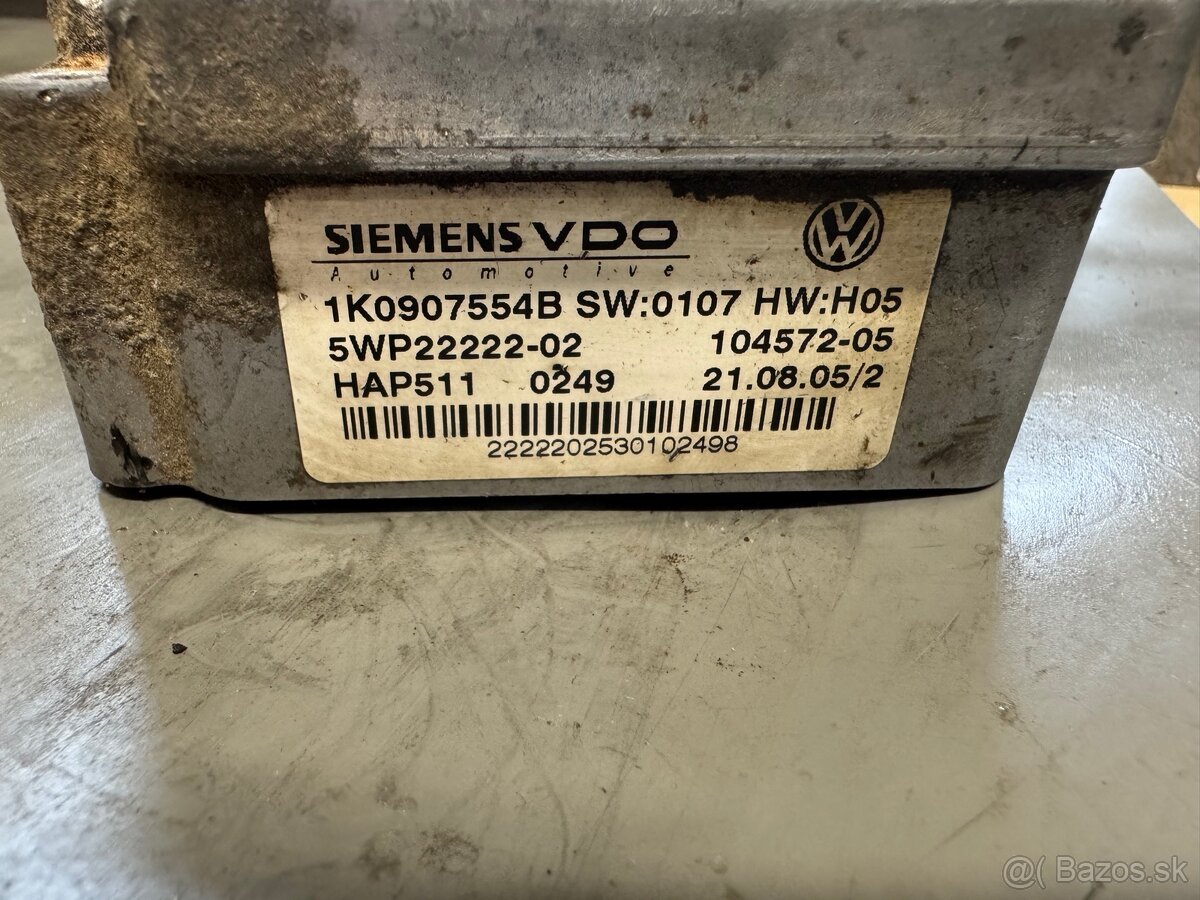 SIEMENS VDO
Automotive
1K0907554B SW:0107 HW:H05
5WP22222-02 104572-05
HAP511 0249 21.08.05/2
2222202530102498
@( Bazos.sk